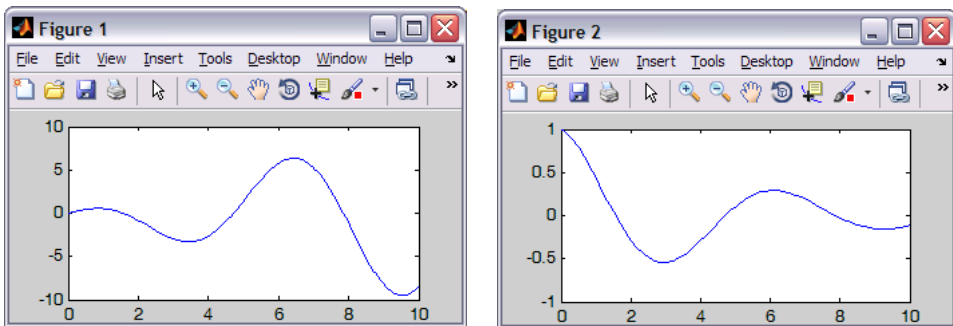 Figure 1
File Edit View Insert Tools Desktop Window Help
»
10
5
0
-5
-10
0 2 4 6 8 10
Figure 2
File Edit View Insert Tools Desktop Window Help
»
1
0.5
0
-0.5
-1
0 2 4 6 8 10